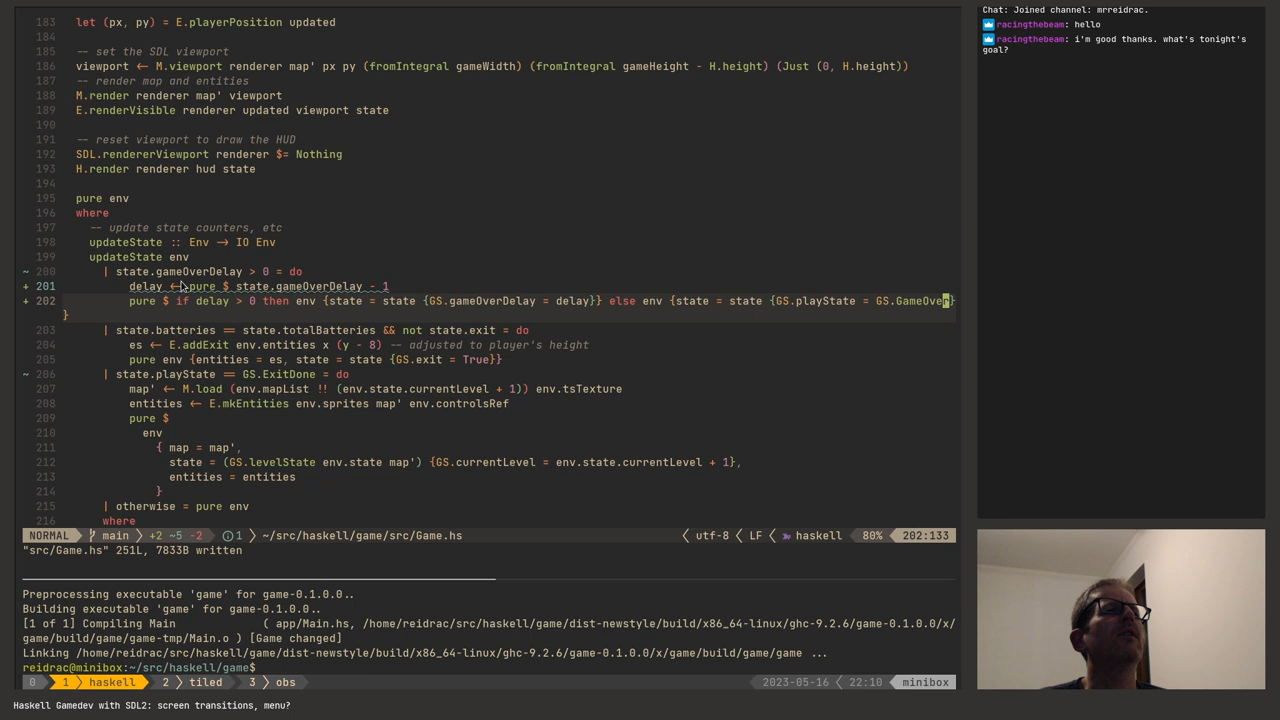 183 let (px, py) = E.playerPosition updated
184
185 -- set the SDL viewport
186 viewport <- M.viewport renderer map' px py (fromIntegral gameWidth) (fromIntegral gameHeight - H.height) (Just (0, H.height))
187 -- render map and entities
188 M.render renderer map' viewport
189 E.renderVisible renderer updated viewport state
190
191 -- reset viewport to draw the HUD
192 SDL.rendererViewport renderer $= Nothing
193 H.render renderer hud state
194
195 pure env
196 where
197 -- update state counters, etc
198 updateState :: Env -> IO Env
199 updateState env
~ 200 | state.gameOverDelay > 0 = do
+ 201 delay <- pure $ state.gameOverDelay - 1
+ 202 pure $ if delay > 0 then env {state = state {GS.gameOverDelay = delay}} else env {state = state {GS.playState = GS.GameOver}
}
203 | state.batteries == state.totalBatteries && not state.exit = do
204 es <- E.addExit env.entities x (y - 8) -- adjusted to player's height
205 pure env {entities = es, state = state {GS.exit = True}}
~ 206 | state.playState == GS.ExitDone = do
207 map' <- M.load (env.mapList !! (env.state.currentLevel + 1)) env.tsTexture
208 entities <- E.mkEntities env.sprites map' env.controlsRef
209 pure $
210 env
211 { map = map',
212 state = (GS.levelState env.state map') {GS.currentLevel = env.state.currentLevel + 1},
213 entities = entities
214 }
215 | otherwise = pure env
216 where
NORMAL main +2 ~5 -2 1 ~/src/haskell/game/src/Game.hs utf-8 LF haskell 80% 202:133
"src/Game.hs" 251L, 7833B written
Preprocessing executable 'game' for game-0.1.0.0..
Building executable 'game' for game-0.1.0.0..
[1 of 1] Compiling Main ( app/Main.hs, /home/reidrac/src/haskell/game/dist-newstyle/build/x86_64-linux/ghc-9.2.6/game-0.1.0.0/x/
game/build/game/game-tmp/Main.o ) [Game changed]
Linking /home/reidrac/src/haskell/game/dist-newstyle/build/x86_64-linux/ghc-9.2.6/game-0.1.0.0/x/game/build/game/game ...
reidrac@minibox:~/src/haskell/game$
0 1 haskell 2 tiled 3 obs 2023-05-16 22:10 minibox
Haskell Gamedev with SDL2: screen transitions, menu?
Chat: Joined channel: mrreidrac.
racingthebeam: hello
racingthebeam: i'm good thanks. what's tonight's
goal?